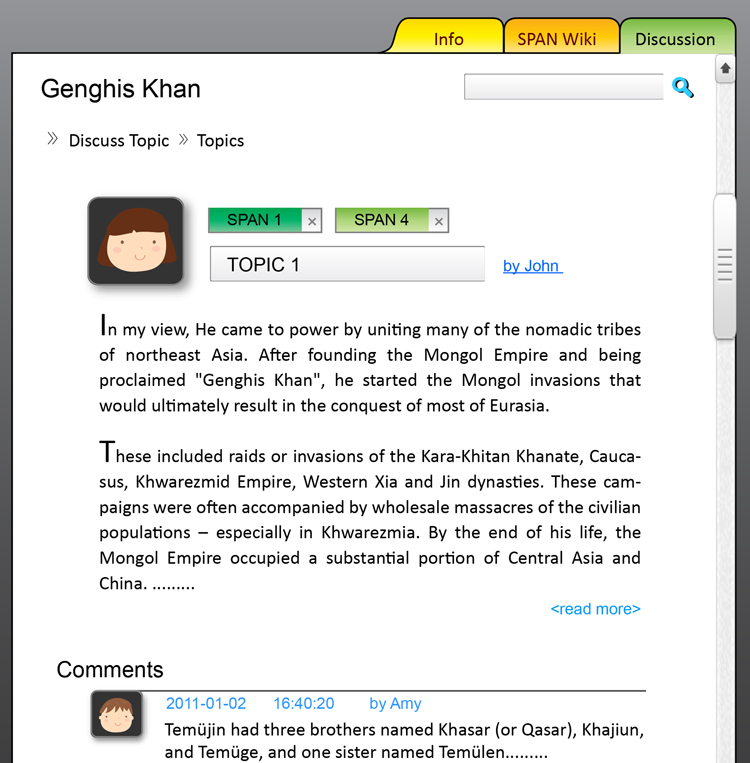 Info SPAN Wiki Discussion
Genghis Khan
» Discuss Topic » Topics
SPAN 1 × SPAN 4 ×
TOPIC 1 by John
In my view, He came to power by uniting many of the nomadic tribes
of northeast Asia. After founding the Mongol Empire and being
proclaimed "Genghis Khan", he started the Mongol invasions that
would ultimately result in the conquest of most of Eurasia.
These included raids or invasions of the Kara-Khitan Khanate, Cauca-
sus, Khwarezmid Empire, Western Xia and Jin dynasties. These cam-
paigns were often accompanied by wholesale massacres of the civilian
populations – especially in Khwarezmia. By the end of his life, the
Mongol Empire occupied a substantial portion of Central Asia and
China. .........
<read more>
Comments
2011-01-02 16:40:20 by Amy
Temüjin had three brothers named Khasar (or Qasar), Khajiun,
and Temüge, and one sister named Temülen.........